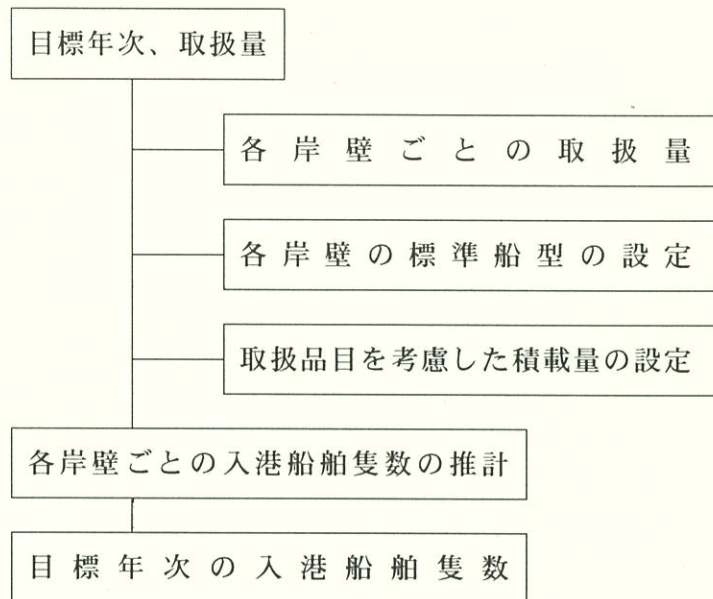 目標年次、取扱量
各岸壁ごとの取扱量
各岸壁の標準船型の設定
取扱品目を考慮した積載量の設定
各岸壁ごとの入港船舶隻数の推計
目標年次の入港船舶隻数